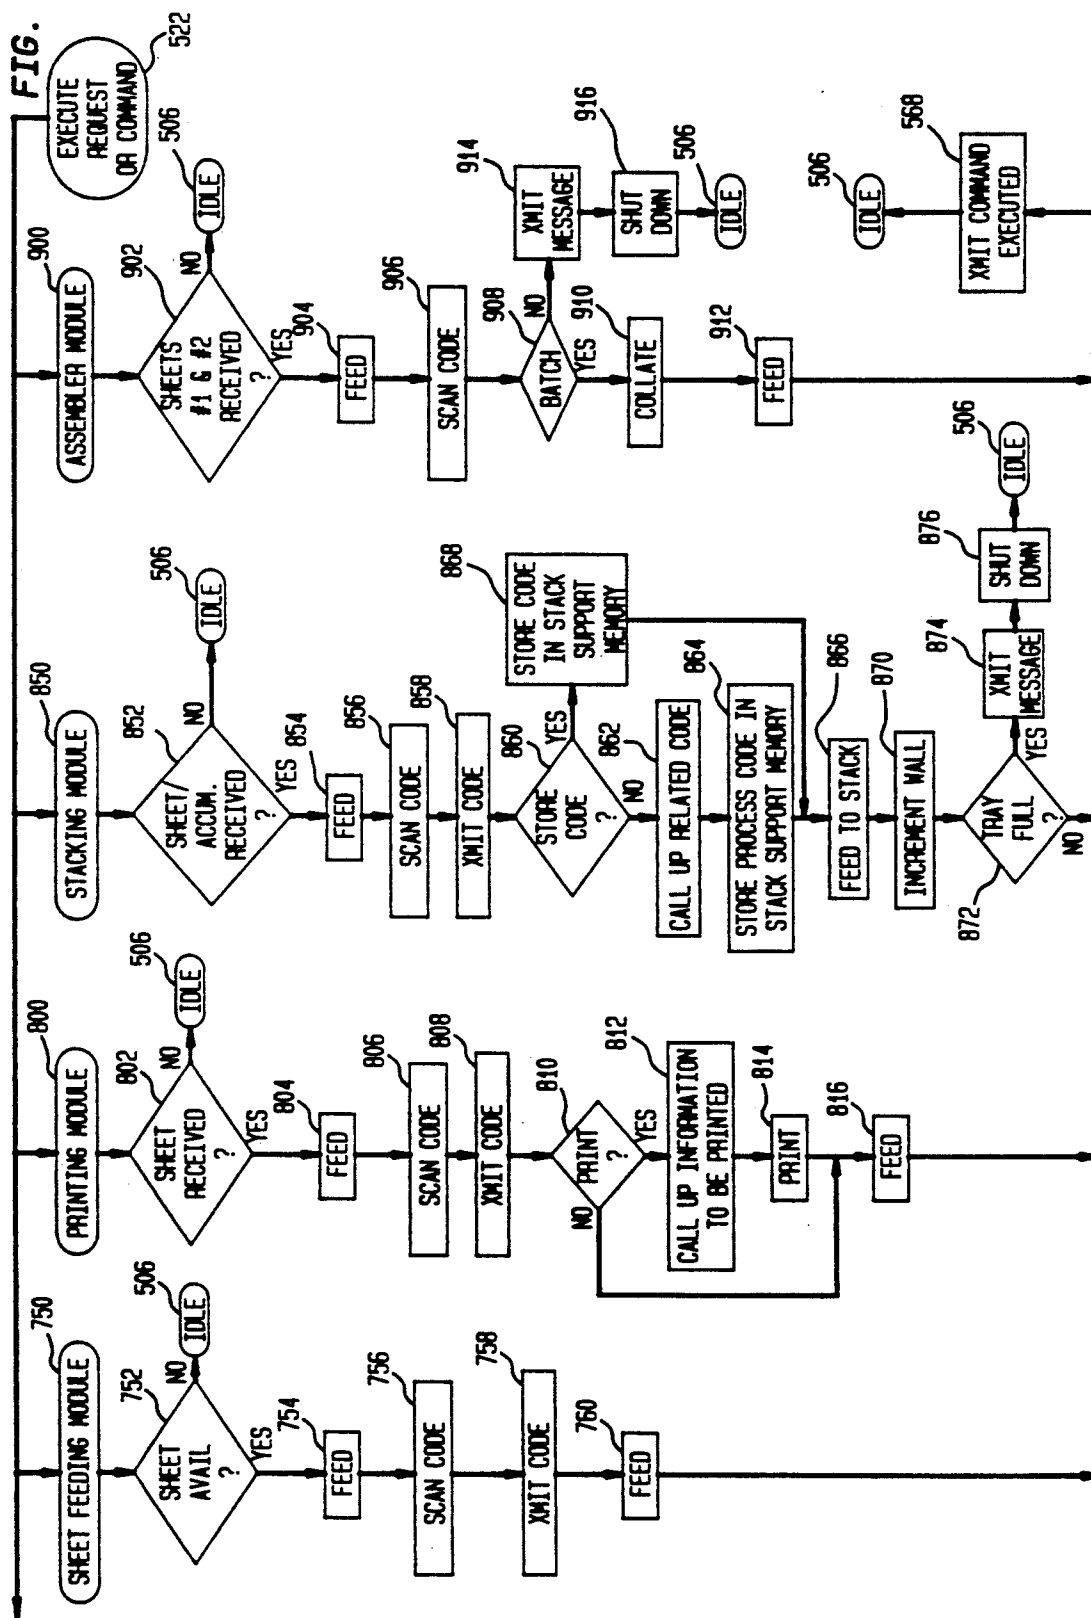 FIG.
EXECUTE
REQUEST
OR COMMAND
522
SHEET FEEDING MODULE
750
SHEET
AVAIL
?
752
NO
IDLE
506
YES
FEED
754
SCAN CODE
756
XMIT CODE
758
FEED
760
PRINTING MODULE
800
SHEET
RECEIVED
?
802
NO
IDLE
506
YES
FEED
804
SCAN CODE
806
XMIT CODE
808
PRINT
?
810
NO
YES
CALL UP INFORMATION
TO BE PRINTED
812
PRINT
814
FEED
816
STACKING MODULE
850
SHEET/
ACCUM.
RECEIVED
?
852
NO
IDLE
506
YES
FEED
854
SCAN CODE
856
XMIT CODE
858
STORE
CODE
?
860
YES
STORE CODE
IN STACK
SUPPORT
MEMORY
868
NO
CALL UP RELATED CODE
862
STORE PROCESS CODE IN
STACK SUPPORT MEMORY
864
FEED TO STACK
866
INCREMENT WALL
870
TRAY
FULL
?
872
YES
XMIT
MESSAGE
874
SHUT
DOWN
876
IDLE
506
NO
ASSEMBLER MODULE
900
SHEETS
#1 & #2
RECEIVED
?
902
NO
IDLE
506
YES
FEED
904
SCAN CODE
906
BATCH
908
NO
XMIT
MESSAGE
914
SHUT
DOWN
916
IDLE
506
YES
COLLATE
910
FEED
912
XMIT COMMAND
EXECUTED
568
IDLE
506